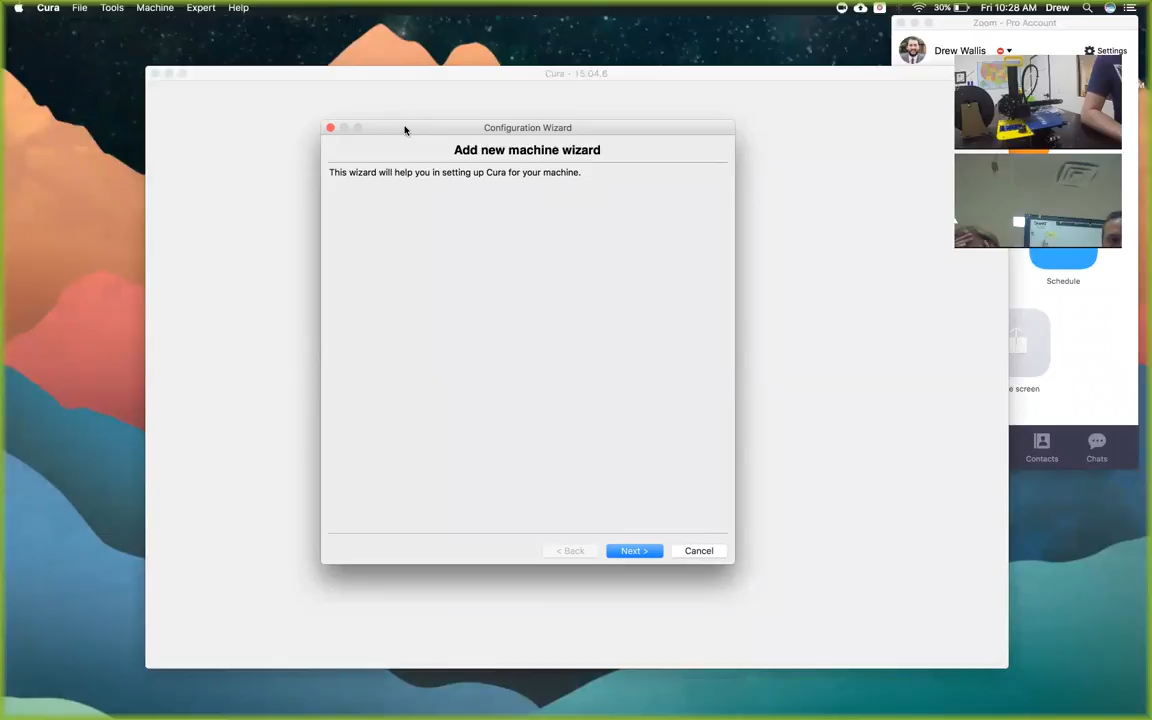 Cura File Tools Machine Expert Help
30% Fri 10:28 AM Drew
Zoom - Pro Account
Drew Wallis
Settings
Cura - 15.04.6
Configuration Wizard
Add new machine wizard
This wizard will help you in setting up Cura for your machine.
Schedule
e screen
Contacts
Chats
< Back
Next >
Cancel